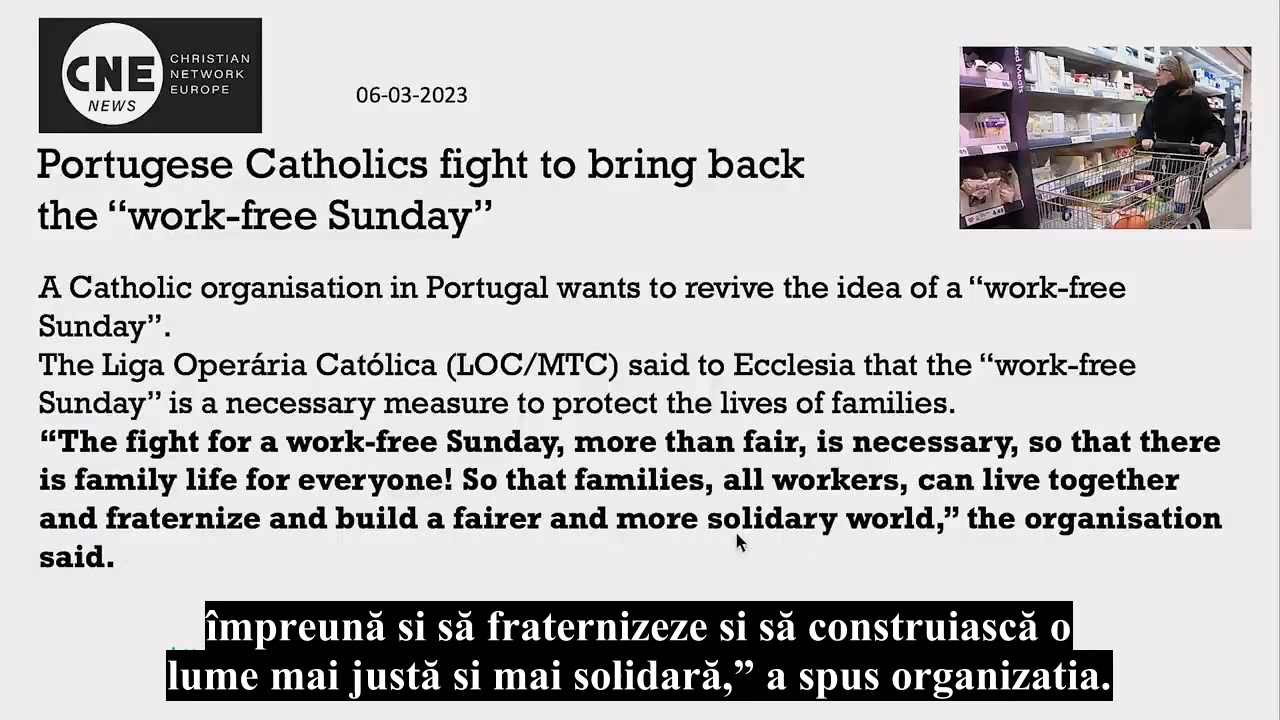 CNE
NEWS
CHRISTIAN
NETWORK
EUROPE
06-03-2023
Portugese Catholics fight to bring back
the “work-free Sunday”
A Catholic organisation in Portugal wants to revive the idea of a “work-free
Sunday”.
The Liga Operária Católica (LOC/MTC) said to Ecclesia that the “work-free
Sunday” is a necessary measure to protect the lives of families.
“The fight for a work-free Sunday, more than fair, is necessary, so that there
is family life for everyone! So that families, all workers, can live together
and fraternize and build a fairer and more solidary world,” the organisation
said.
împreună si să fraternizeze si să construiască o
lume mai justă si mai solidară,” a spus organizatia.